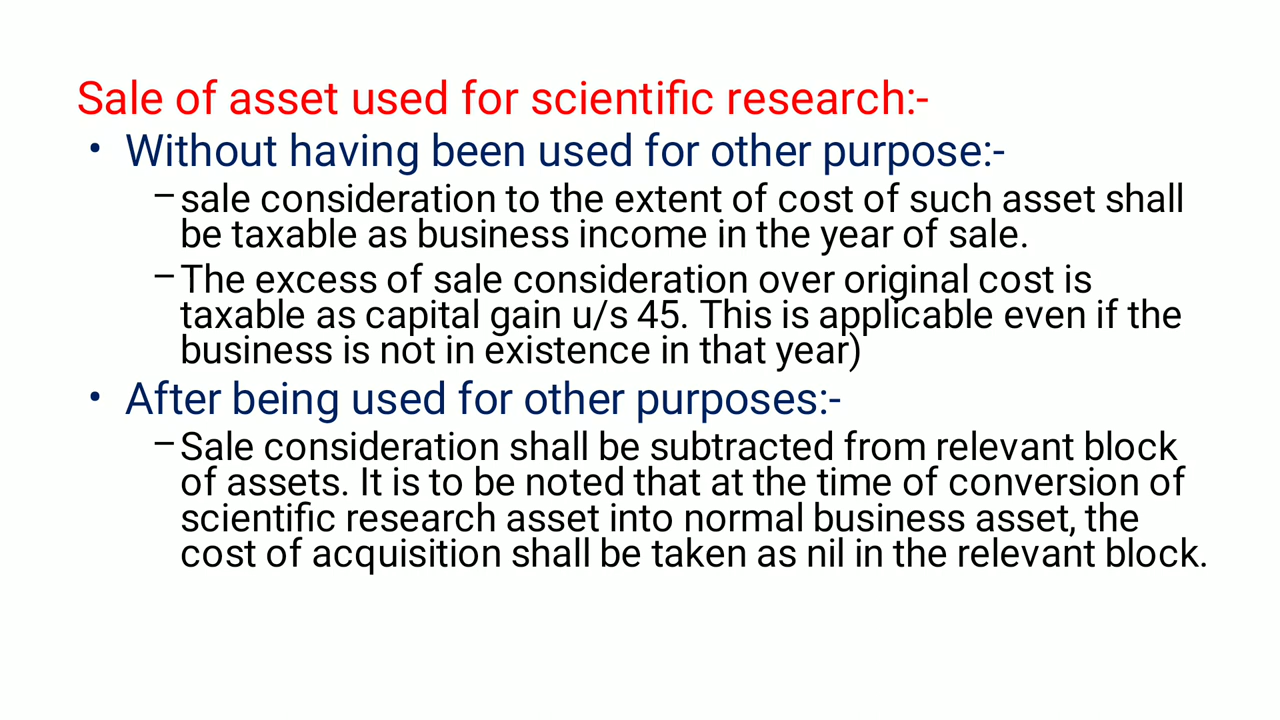 Sale of asset used for scientific research:-
• Without having been used for other purpose:-
– sale consideration to the extent of cost of such asset shall
be taxable as business income in the year of sale.
– The excess of sale consideration over original cost is
taxable as capital gain u/s 45. This is applicable even if the
business is not in existence in that year)
• After being used for other purposes:-
– Sale consideration shall be subtracted from relevant block
of assets. It is to be noted that at the time of conversion of
scientific research asset into normal business asset, the
cost of acquisition shall be taken as nil in the relevant block.